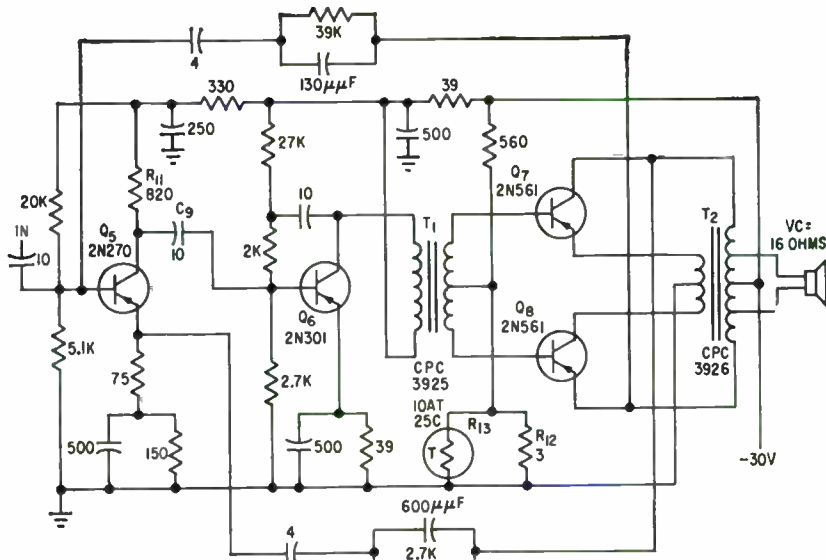 39K
4
130μμF
330
39
250
27K
500
560
R11
820
20K
Q7
2N561
C9
10
Q5
2N270
10
T1
T2
VC=
16 OHMS
IN
10
2K
Q6
2N301
Q8
2N561
5.1K
75
2.7K
CPC
3925
CPC
3926
10AT
25C
R13
T
R12
3
500
150
500
39
-30V
600μμF
4
2.7K